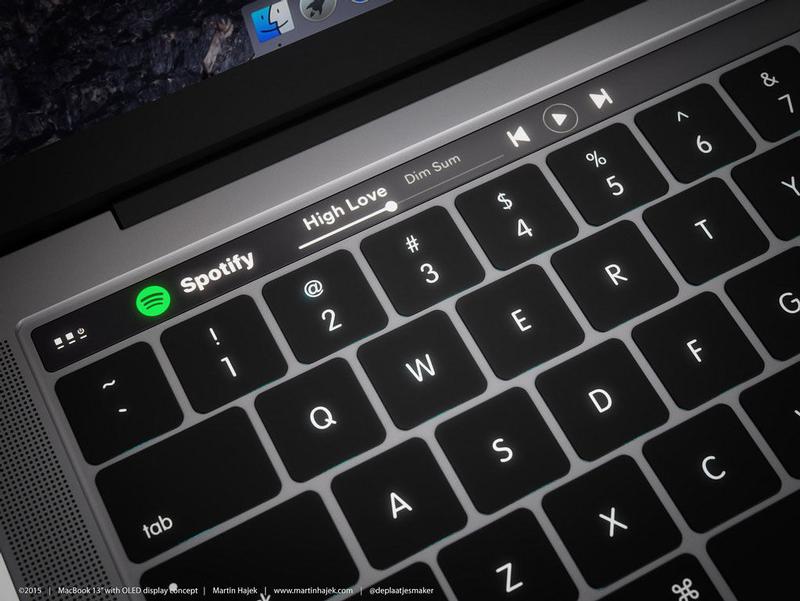 Spotify
High Love
Dim Sum
~
-
!
1
@
2
#
3
$
4
%
5
^
6
&
7
tab
Q
W
E
R
T
Y
A
S
D
F
G
Z
X
C
⌘
©2015 | MacBook 13" with OLED display concept | Martin Hajek | www.martinhajek.com | @deplaatjesmaker